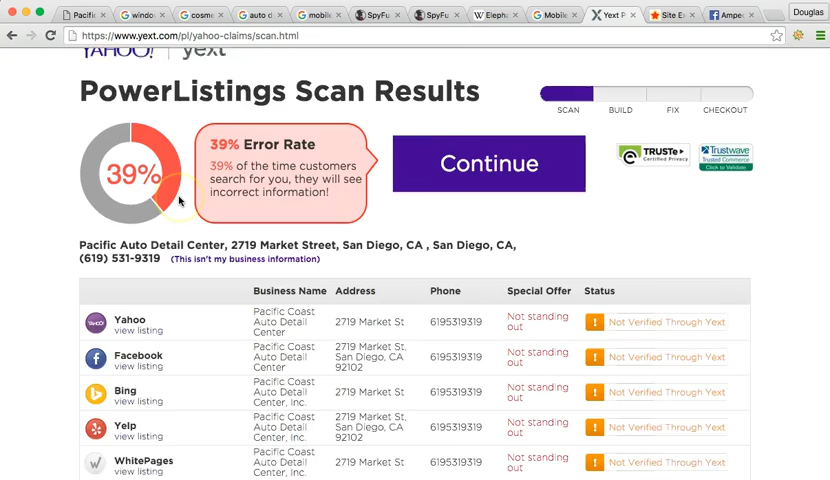 Pacific
window
cosme
auto d
mobile
SpyFu
SpyFu
Elepha
Mobile
Yext P
Site Ex
Ampe
Douglas
https://www.yext.com/pl/yahoo-claims/scan.html
YAHOO! yext
PowerListings Scan Results
SCAN BUILD FIX CHECKOUT
39%
39% Error Rate
39% of the time customers
search for you, they will see
incorrect information!
Continue
TRUSTe
Certified Privacy
Trustwave
Trusted Commerce
Click to Validate
Pacific Auto Detail Center, 2719 Market Street, San Diego, CA , San Diego, CA,
(619) 531-9319 (This isn't my business information)
Business Name Address Phone Special Offer Status
YAHOO!
Yahoo
view listing
Pacific Coast
Auto Detail
Center
2719 Market St
6195319319
Not standing
out
! Not Verified Through Yext
Facebook
view listing
Pacific Coast
Auto Detail
Center
2719 Market St,
San Diego, CA
92102
6195319319
Not standing
out
! Not Verified Through Yext
Bing
view listing
Pacific Coast
Auto Detail
Center, Inc.
2719 Market St
6195319319
Not standing
out
! Not Verified Through Yext
Yelp
view listing
Pacific Coast
Auto Detail
Center, Inc.
2719 Market St,
San Diego, CA
92102
6195319319
Not standing
out
! Not Verified Through Yext
WhitePages
view listing
Pacific Coast
Auto Detail
Center, Inc.
2719 Market St
6195319319
Not standing
out
! Not Verified Through Yext